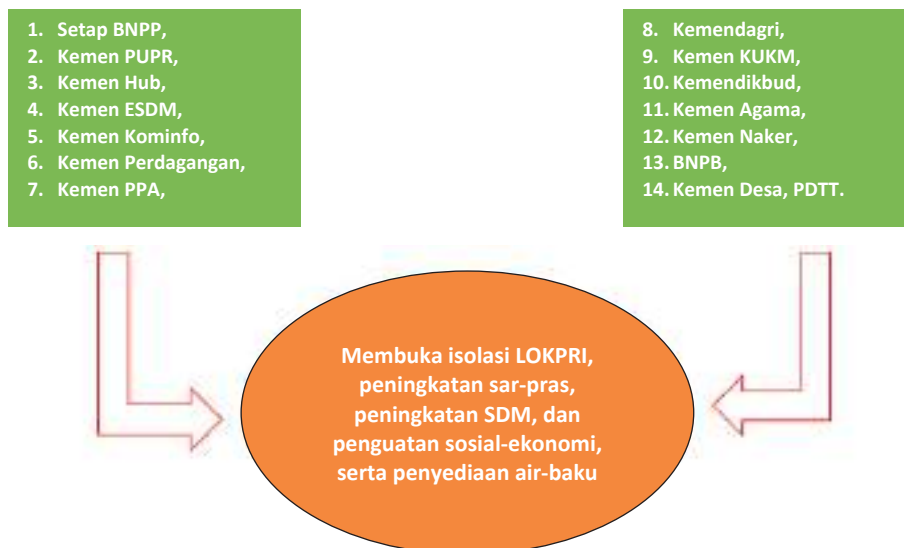 1. Setap BNPP,
2. Kemen PUPR,
3. Kemen Hub,
4. Kemen ESDM,
5. Kemen Kominfo,
6. Kemen Perdagangan,
7. Kemen PPA,
8. Kemendagri,
9. Kemen KUKM,
10. Kemendikbud,
11. Kemen Agama,
12. Kemen Naker,
13. BNPB,
14. Kemen Desa, PDTT.
Membuka isolasi LOKPRI,
peningkatan sar-pras,
peningkatan SDM, dan
penguatan sosial-ekonomi,
serta penyediaan air-baku